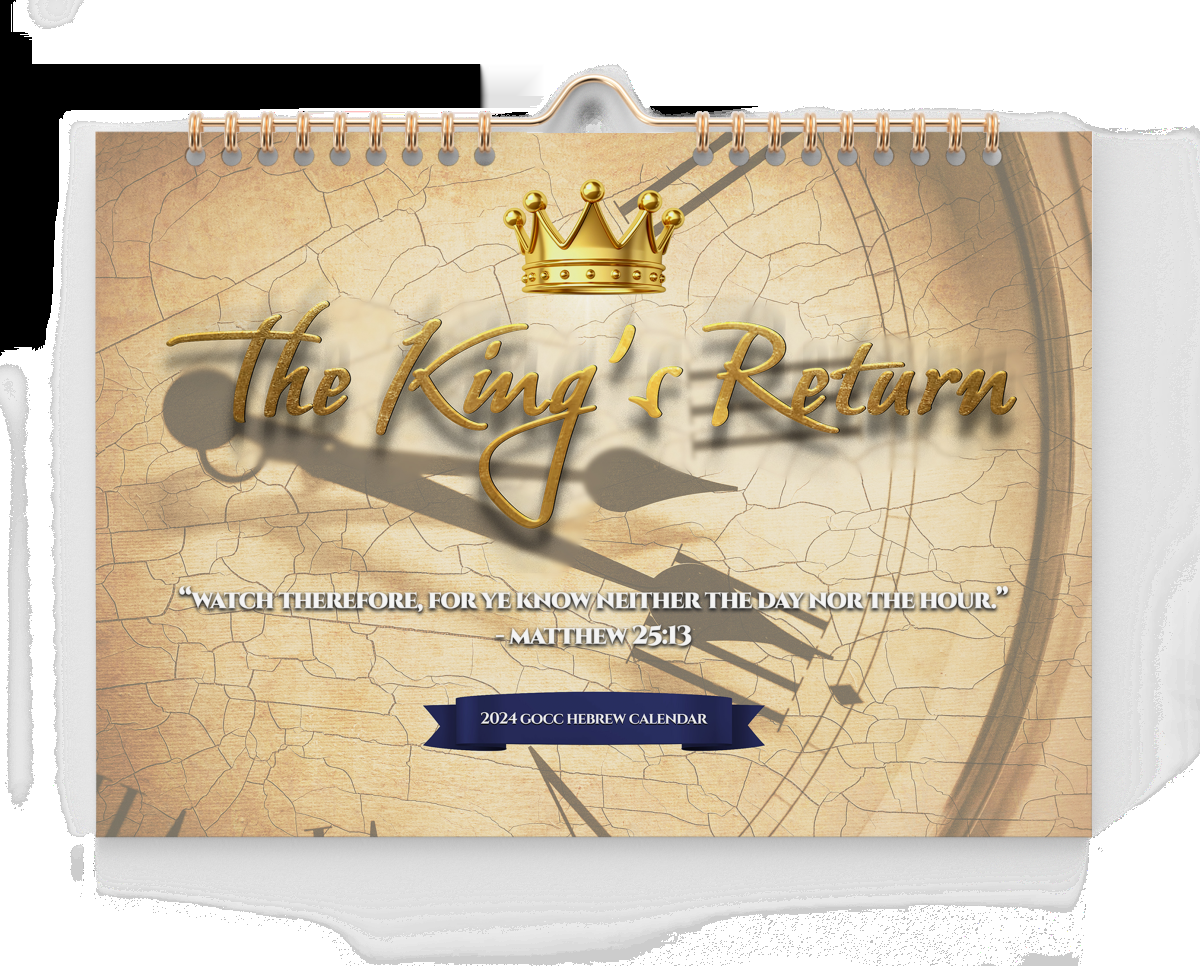 The King's Return
“WATCH THEREFORE, FOR YE KNOW NEITHER THE DAY NOR THE HOUR.”
- MATTHEW 25:13
2024 GOCC HEBREW CALENDAR